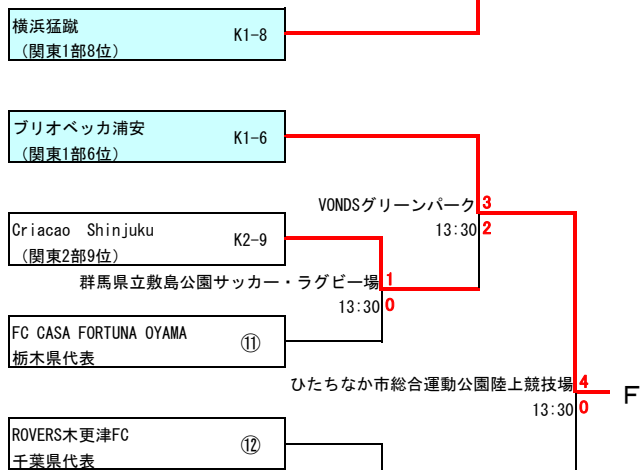 横浜猛蹴
K1-8
（関東1部8位）
ブリオベッカ浦安
K1-6
（関東1部6位）
VONDSグリーンパーク 3
13:30 2
Criacao Shinjuku
K2-9
（関東2部9位）
群馬県立敷島公園サッカー・ラグビー場 1
13:30 0
FC CASA FORTUNA OYAMA
⑪
栃木県代表
ひたちなか市総合運動公園陸上競技場 4
F
13:30 0
ROVERS木更津FC
⑫
千葉県代表